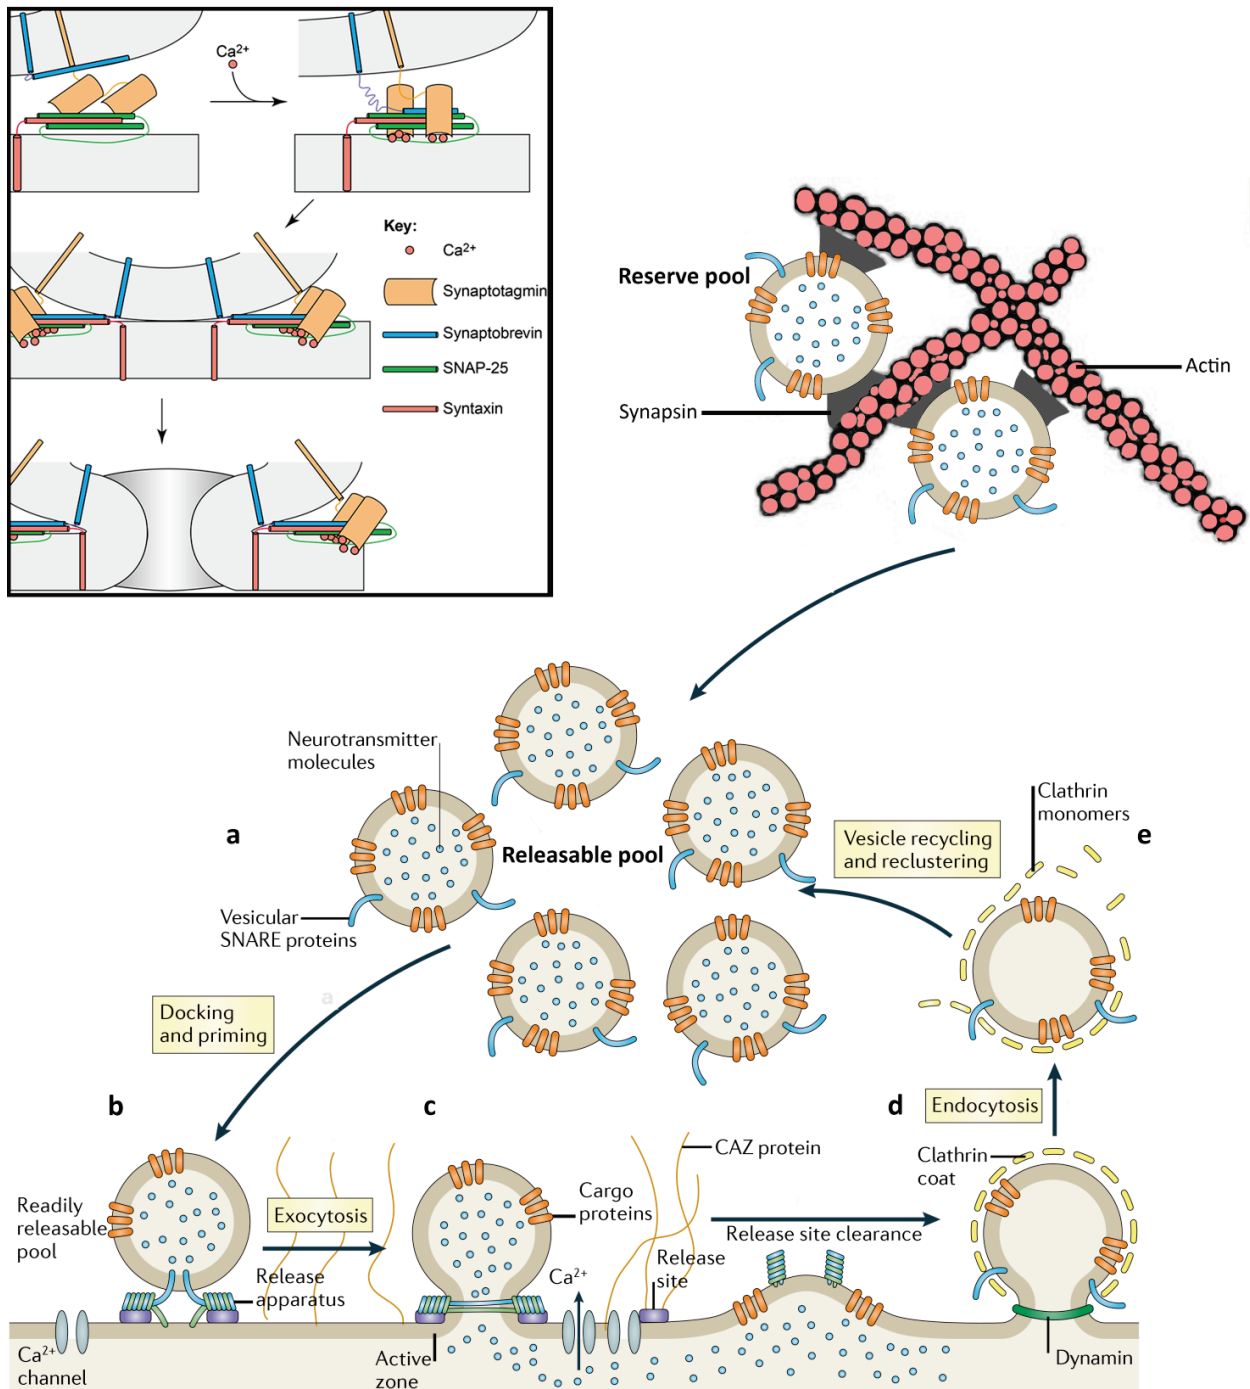 Ca²⁺
Key:
Ca²⁺
Synaptotagmin
Synaptobrevin
SNAP-25
Syntaxin
Reserve pool
Actin
Synapsin
Neurotransmitter
molecules
Clathrin
monomers
a
Vesicle recycling
and reclustering
e
Releasable pool
Vesicular
SNARE proteins
a
Docking
and priming
b
c
d
Endocytosis
CAZ protein
Clathrin
coat
Readily
releasable
pool
Exocytosis
Cargo
proteins
Release site clearance
Release
apparatus
Ca²⁺
Release
site
Ca²⁺
channel
Active
zone
Dynamin